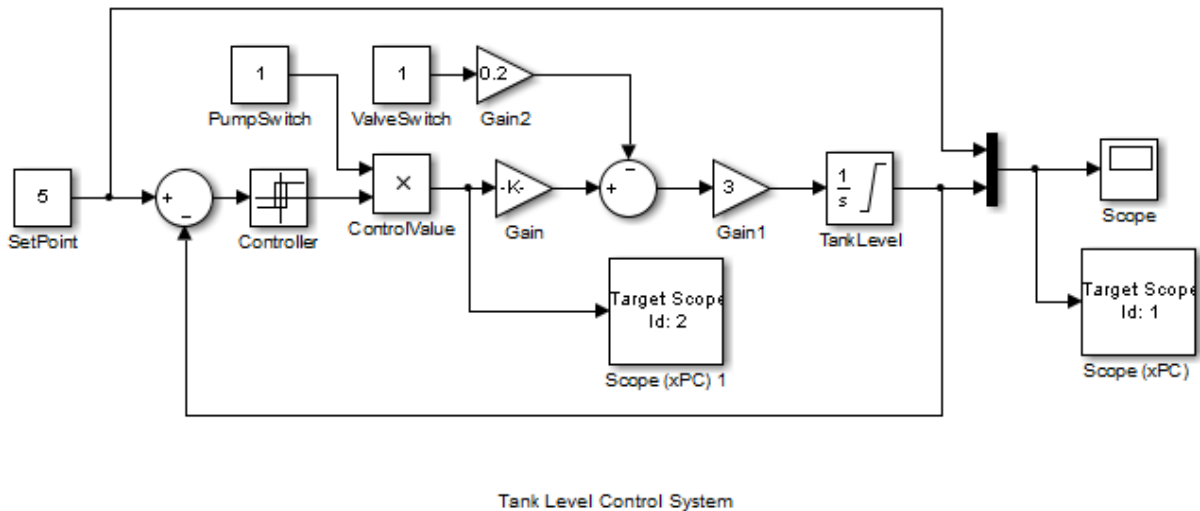 1
PumpSwitch
1
ValveSwitch
0.2
Gain2
5
SetPoint
+
−
Controller
×
ControlValue
-K-
Gain
+
−
3
Gain1
1
s
TankLevel
Scope
Target Scope
Id: 2
Scope (xPC) 1
Target Scope
Id: 1
Scope (xPC)
Tank Level Control System